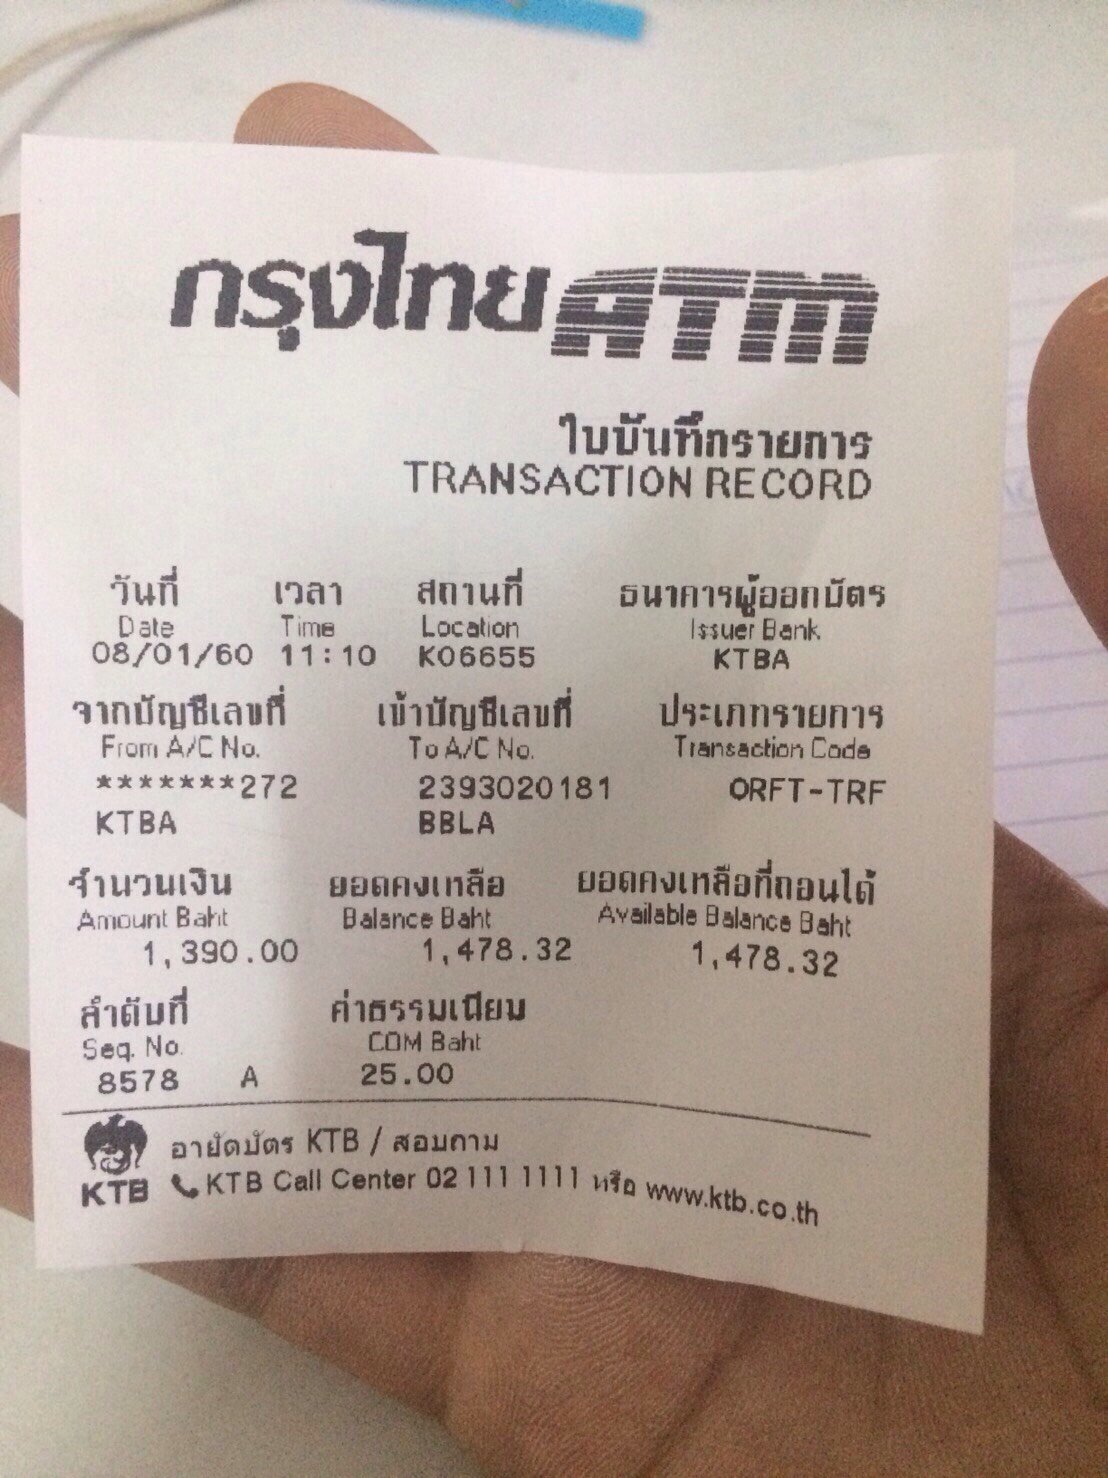 กรุงไทย ATM
ใบบันทึกรายการ
TRANSACTION RECORD
วันที่ เวลา สถานที่ ธนาคารผู้ออกบัตร
Date Time Location Issuer Bank
08/01/60 11:10 K06655 KTBA
จากบัญชีเลขที่ เข้าบัญชีเลขที่ ประเภทรายการ
From A/C No. To A/C No. Transaction Code
*******272 2393020181 ORFT-TRF
KTBA BBLA
จำนวนเงิน ยอดคงเหลือ ยอดคงเหลือที่ถอนได้
Amount Baht Balance Baht Available Balance Baht
1,390.00 1,478.32 1,478.32
ลำดับที่ ค่าธรรมเนียม
Seq. No. COM Baht
8578 A 25.00
อายัดบัตร KTB / สอบถาม
KTB KTB Call Center 02 111 1111 หรือ www.ktb.co.th